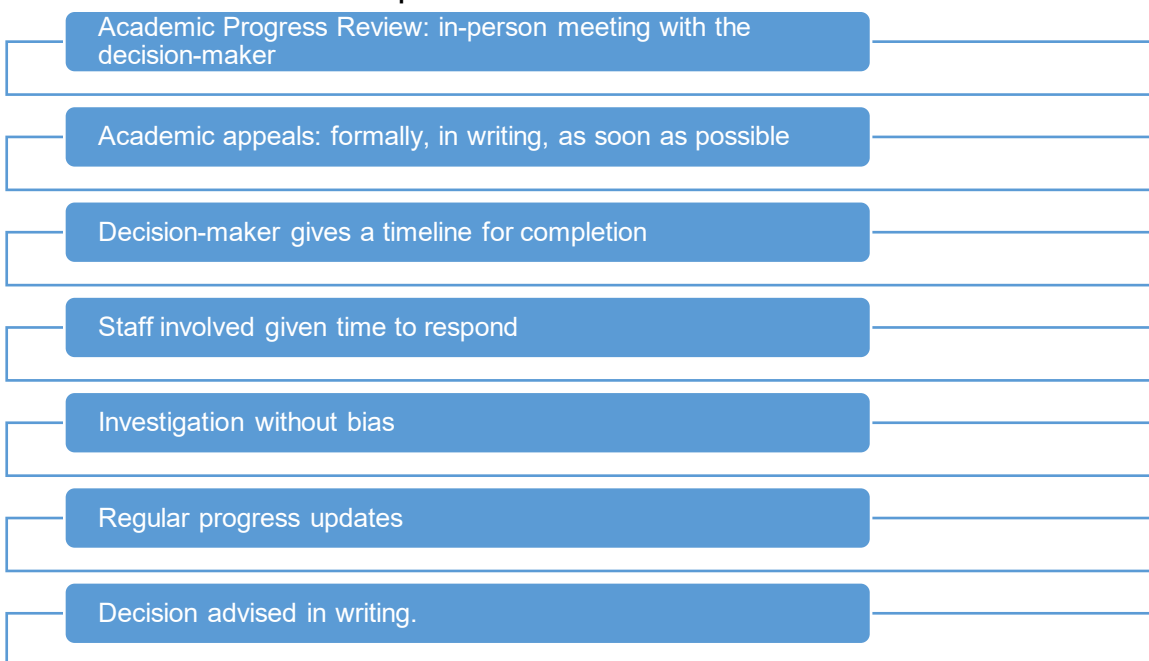 Academic Progress Review: in-person meeting with the
decision-maker
Academic appeals: formally, in writing, as soon as possible
Decision-maker gives a timeline for completion
Staff involved given time to respond
Investigation without bias
Regular progress updates
Decision advised in writing.